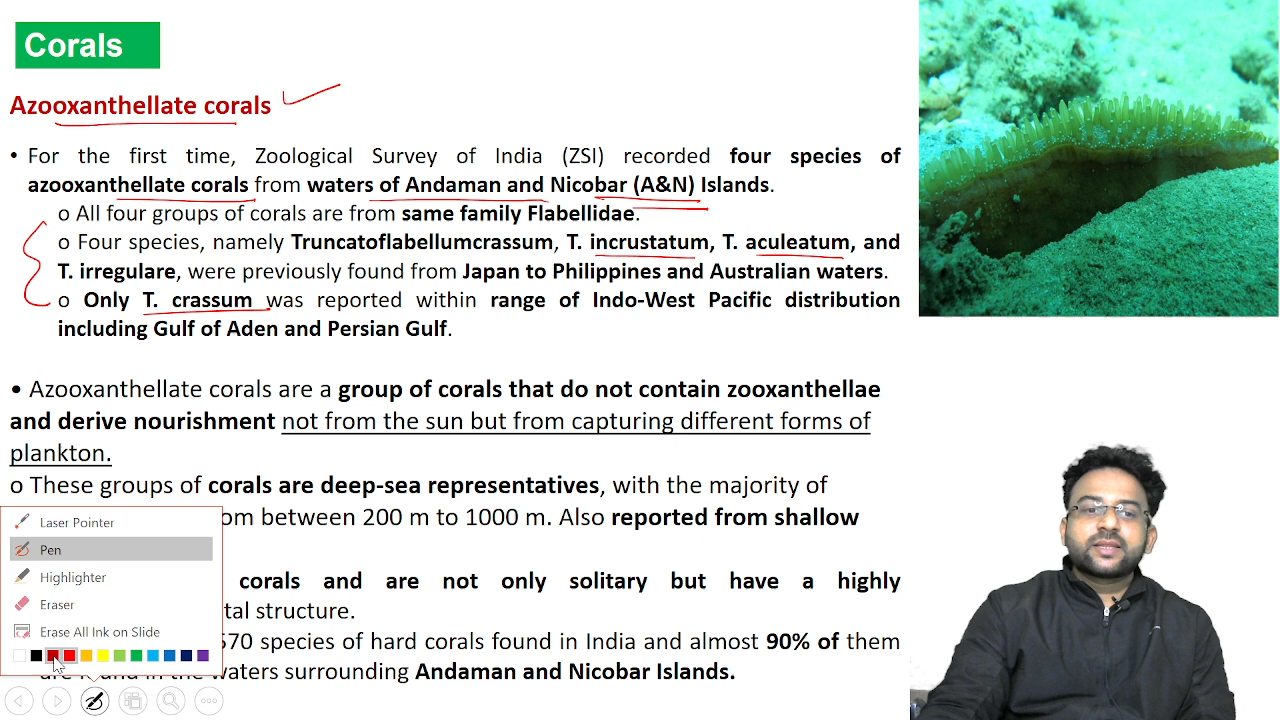 Corals
Azooxanthellate corals
• For the first time, Zoological Survey of India (ZSI) recorded four species of
azooxanthellate corals from waters of Andaman and Nicobar (A&N) Islands.
o All four groups of corals are from same family Flabellidae.
o Four species, namely Truncatoflabellumcrassum, T. incrustatum, T. aculeatum, and
T. irregulare, were previously found from Japan to Philippines and Australian waters.
o Only T. crassum was reported within range of Indo-West Pacific distribution
including Gulf of Aden and Persian Gulf.
• Azooxanthellate corals are a group of corals that do not contain zooxanthellae
and derive nourishment not from the sun but from capturing different forms of
plankton.
o These groups of corals are deep-sea representatives, with the majority of
om between 200 m to 1000 m. Also reported from shallow
corals and are not only solitary but have a highly
tal structure.
570 species of hard corals found in India and almost 90% of them
are found in the waters surrounding Andaman and Nicobar Islands.
Laser Pointer
Pen
Highlighter
Eraser
Erase All Ink on Slide